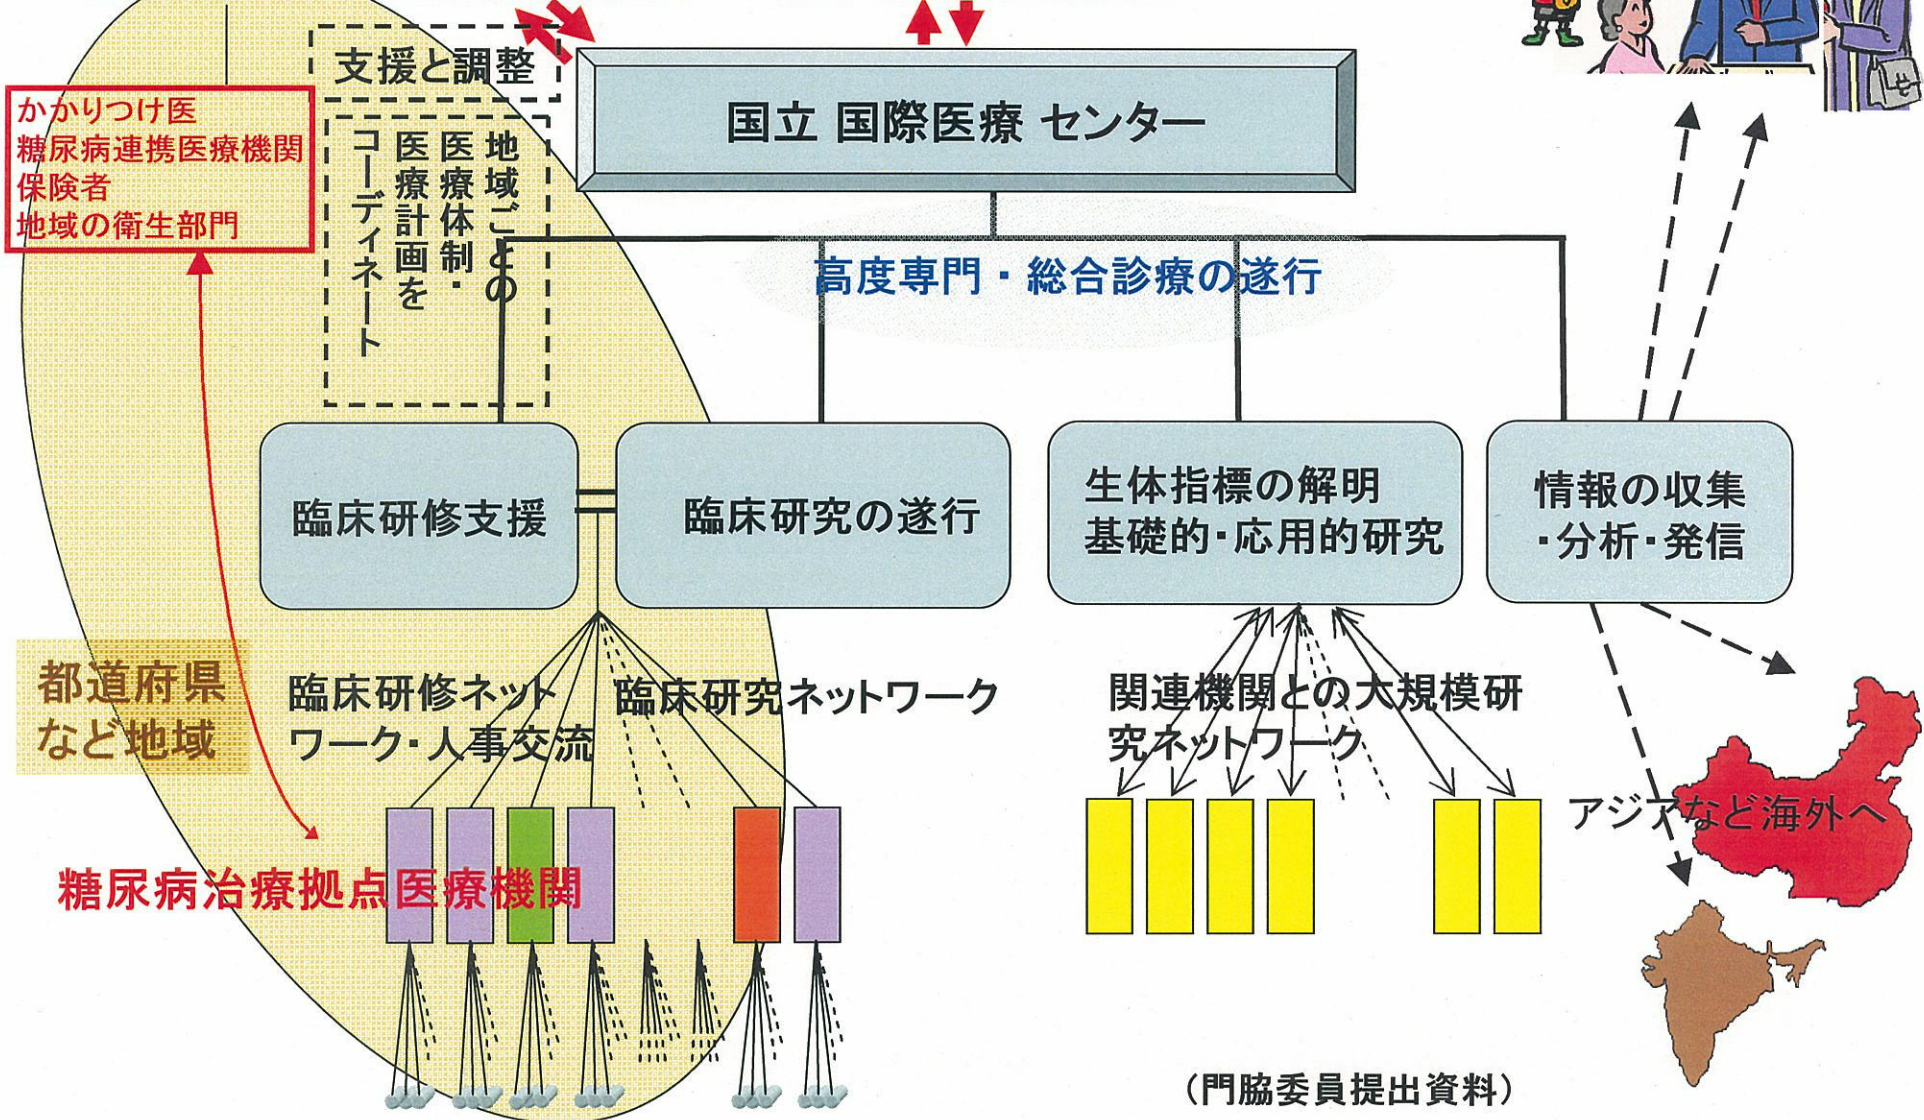 支援と調整
国立 国際医療 センター
かかりつけ医
糖尿病連携医療機関
保険者
地域の衛生部門
地域ごとの
医療体制・
医療計画を
コーディネート
高度専門・総合診療の遂行
臨床研修支援
臨床研究の遂行
生体指標の解明
基礎的・応用的研究
情報の収集
・分析・発信
都道府県
など地域
臨床研修ネット
ワーク・人事交流
臨床研究ネットワーク
関連機関との大規模研
究ネットワーク
アジアなど海外へ
糖尿病治療拠点医療機関
(門脇委員提出資料)